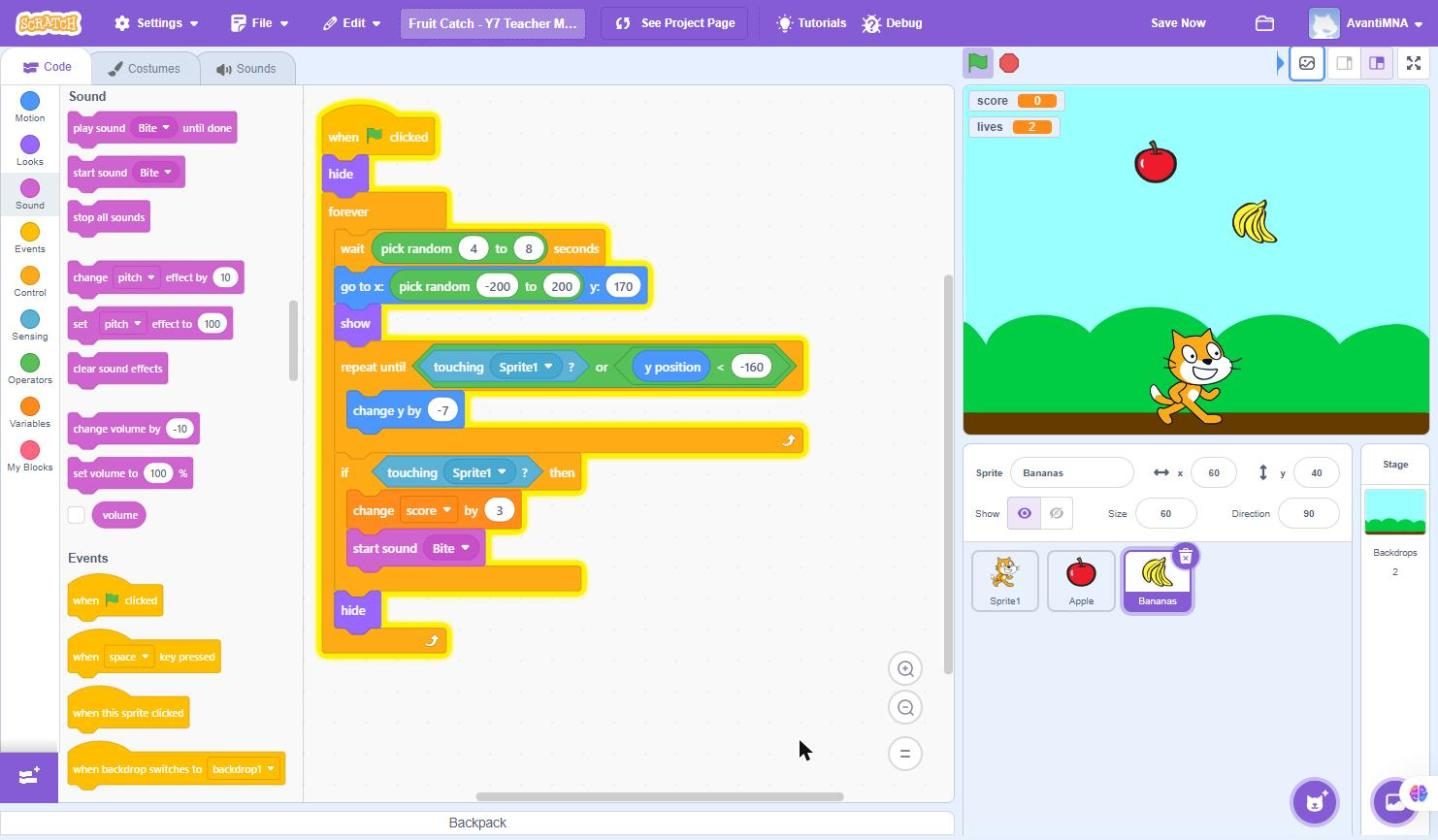 SCRATCH Settings File Edit Fruit Catch - Y7 Teacher M... See Project Page Tutorials Debug Save Now AvantiMNA
Code Costumes Sounds
Motion
Looks
Sound
Events
Control
Sensing
Operators
Variables
My Blocks
Sound
play sound Bite until done
start sound Bite
stop all sounds
change pitch effect by 10
set pitch effect to 100
clear sound effects
change volume by -10
set volume to 100 %
volume
Events
when clicked
when space key pressed
when this sprite clicked
when backdrop switches to backdrop1
when clicked
hide
forever
wait pick random 4 to 8 seconds
go to x: pick random -200 to 200 y: 170
show
repeat until touching Sprite1 ? or y position < -160
change y by -7
if touching Sprite1 ? then
change score by 3
start sound Bite
hide
=
Backpack
score 0
lives 2
Sprite Bananas x 60 y 40
Show Size 60 Direction 90
Sprite1 Apple Bananas
Stage
Backdrops
2